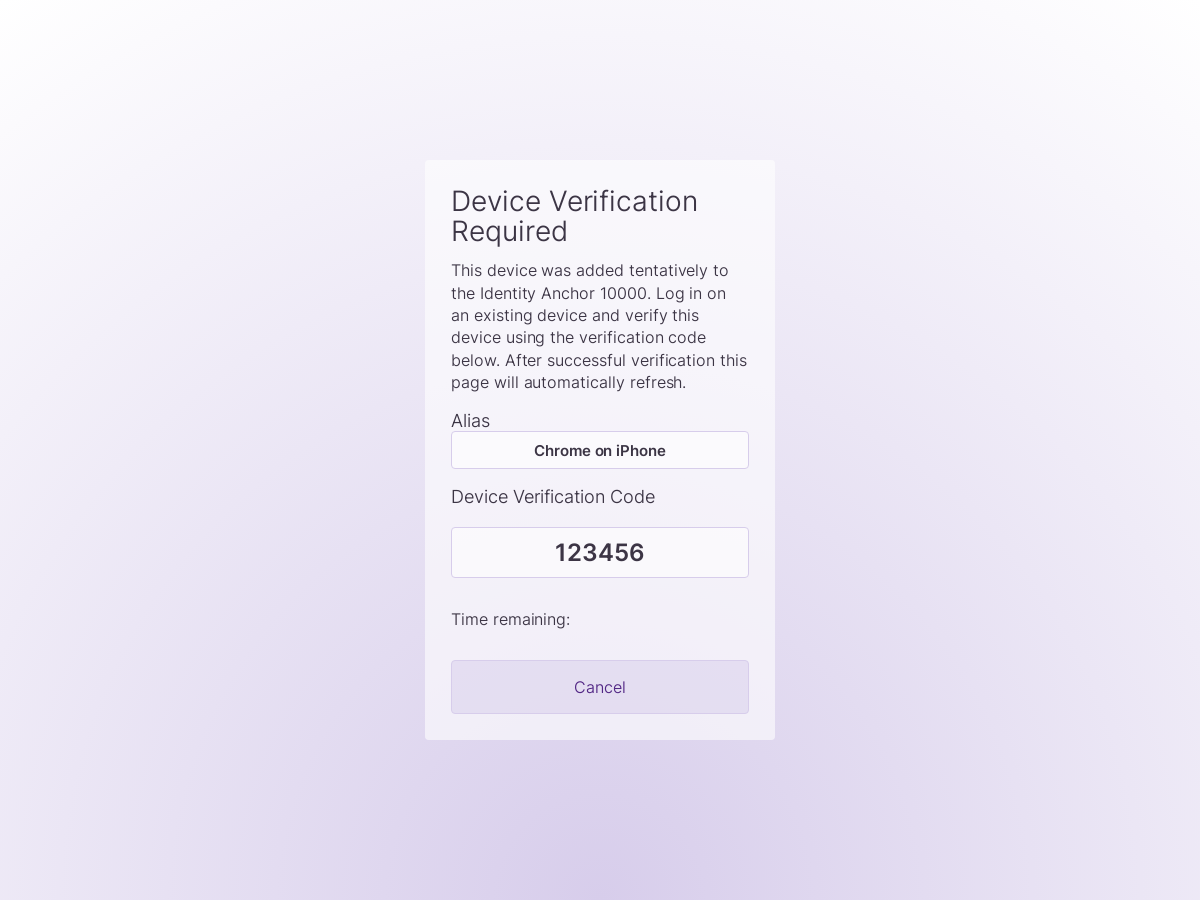 Device Verification
Required
This device was added tentatively to
the Identity Anchor 10000. Log in on
an existing device and verify this
device using the verification code
below. After successful verification this
page will automatically refresh.
Alias
Chrome on iPhone
Device Verification Code
123456
Time remaining:
Cancel